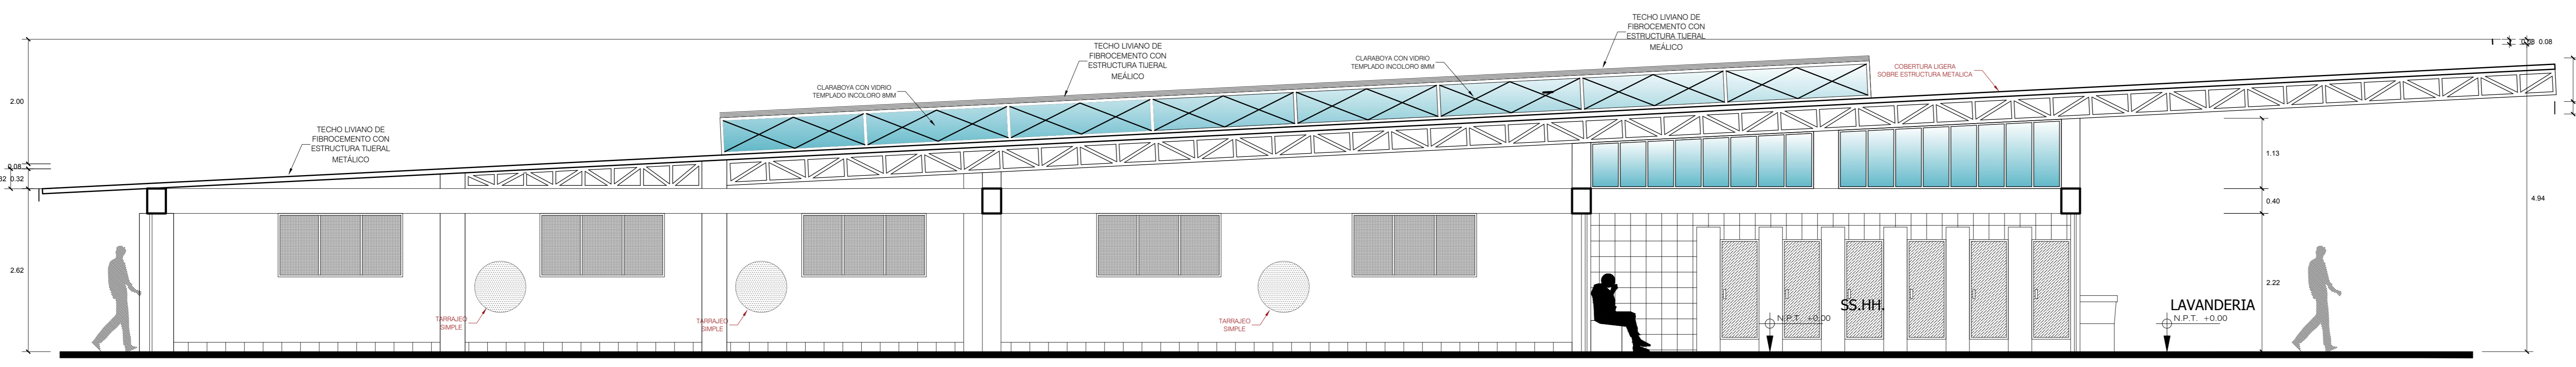 TECHO LIVIANO DE
FIBROCEMENTO CON
ESTRUCTURA TIJERAL
MEÁLICO
0.08 0.08
TECHO LIVIANO DE
FIBROCEMENTO CON
ESTRUCTURA TIJERAL
MEÁLICO
CLARABOYA CON VIDRIO
TEMPLADO INCOLORO 8MM
COBERTURA LIGERA
SOBRE ESTRUCTURA METALICA
CLARABOYA CON VIDRIO
TEMPLADO INCOLORO 8MM
2.00
TECHO LIVIANO DE
FIBROCEMENTO CON
ESTRUCTURA TIJERAL
METÁLICO
1.13
0.08
32 0.32
0.40
4.94
2.62
2.22
SS.HH.
LAVANDERIA
N.P.T. +0.00
N.P.T. +0.00
TARRAJEO
SIMPLE
TARRAJEO
SIMPLE
TARRAJEO
SIMPLE